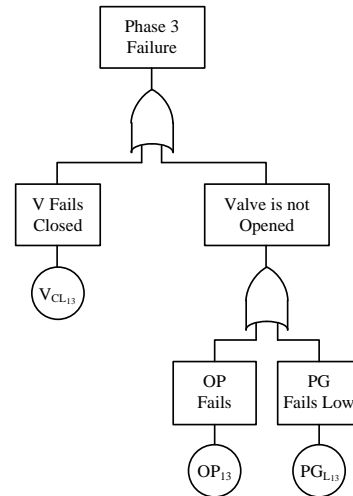 Phase 3
Failure
V Fails
Closed
Valve is not
Opened
V_CL₁₃
OP
Fails
PG
Fails Low
OP₁₃
PG_L₁₃